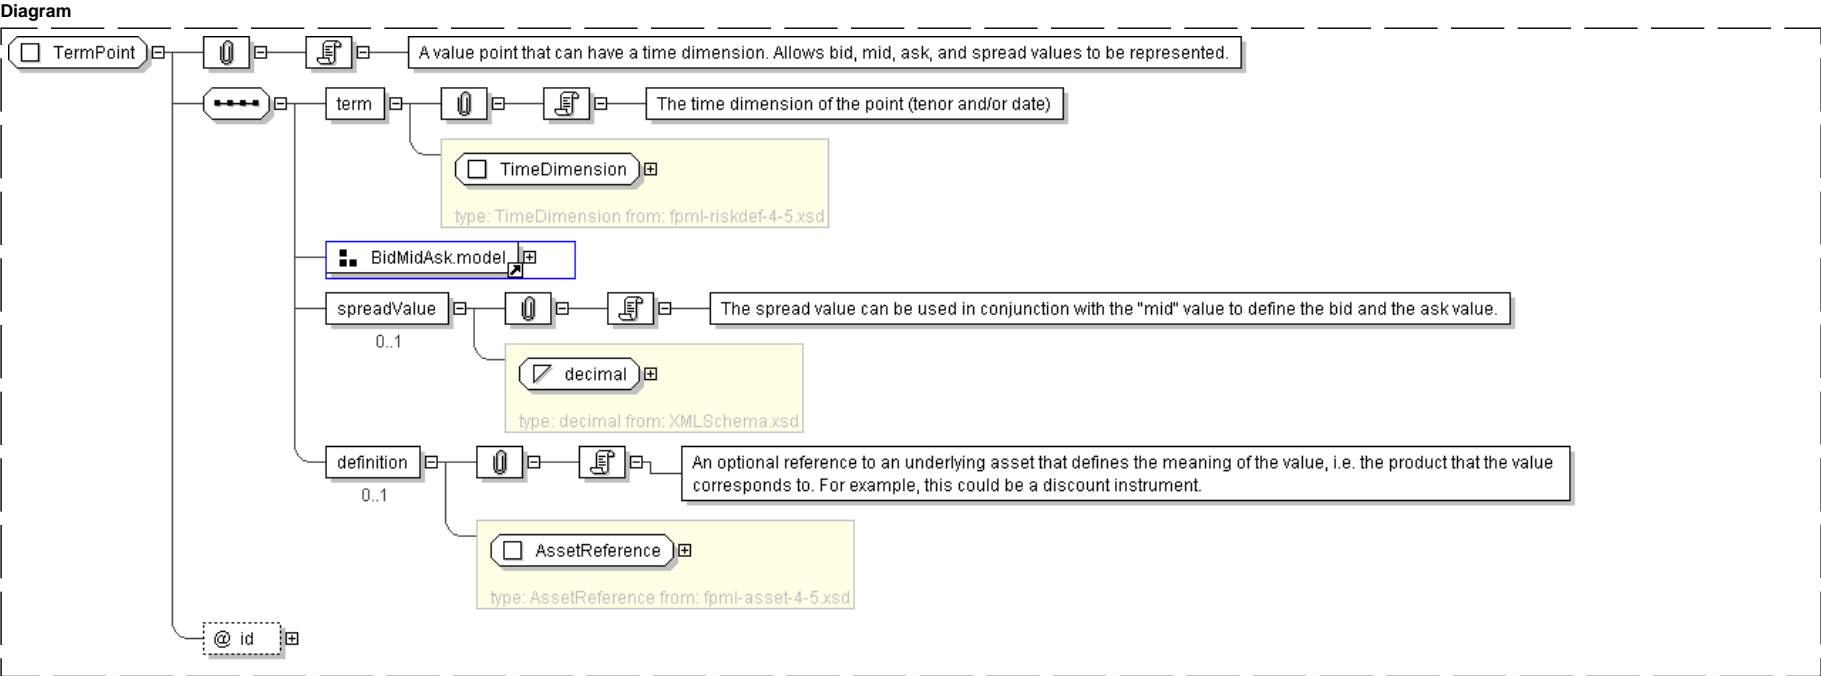 Diagram
TermPoint
A value point that can have a time dimension. Allows bid, mid, ask, and spread values to be represented.
term
The time dimension of the point (tenor and/or date)
TimeDimension
type: TimeDimension from: fpml-riskdef-4-5.xsd
BidMidAsk.model
spreadValue
The spread value can be used in conjunction with the "mid" value to define the bid and the ask value.
0..1
decimal
type: decimal from: XMLSchema.xsd
definition
An optional reference to an underlying asset that defines the meaning of the value, i.e. the product that the value
corresponds to. For example, this could be a discount instrument.
0..1
AssetReference
type: AssetReference from: fpml-asset-4-5.xsd
@ id